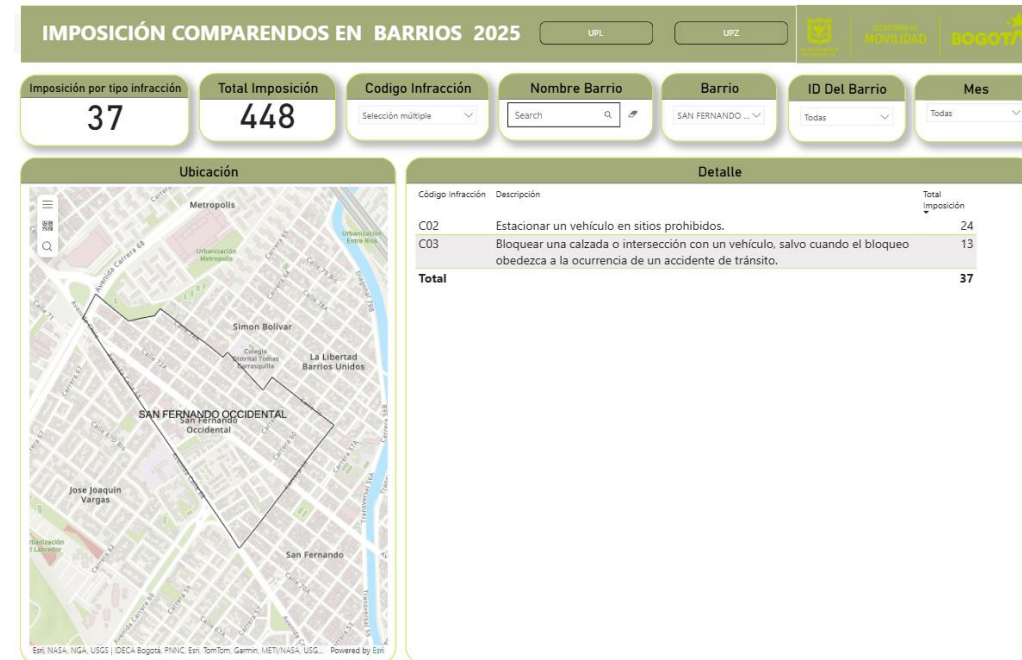 IMPOSICIÓN COMPARENDOS EN BARRIOS 2025
UPL
UPZ
MOVILIDAD
BOGOTÁ
Imposición por tipo infracción
37
Total Imposición
448
Codigo Infracción
Selección múltiple
Nombre Barrio
Search
Barrio
SAN FERNANDO ...
ID Del Barrio
Todas
Mes
Todas
Ubicación
Metropolis
Urbanización
Entre Rios
Urbanización
Metropolis
Avenida Carrera 68
Simon Bolivar
Colegio
Distrital Tomas
Carrasquilla
La Libertad
Barrios Unidos
SAN FERNANDO OCCIDENTAL
San Fernando
Occidental
Jose Joaquin
Vargas
San Fernando
Esri, NASA, NGA, USGS | IDECA Bogotá, PNNC, Esri, TomTom, Garmin, METI/NASA, USG...
Powered by Esri
Detalle
Código Infracción Descripción Total
Imposición
C02 Estacionar un vehículo en sitios prohibidos. 24
C03 Bloquear una calzada o intersección con un vehículo, salvo cuando el bloqueo 13
obedezca a la ocurrencia de un accidente de tránsito.
Total 37